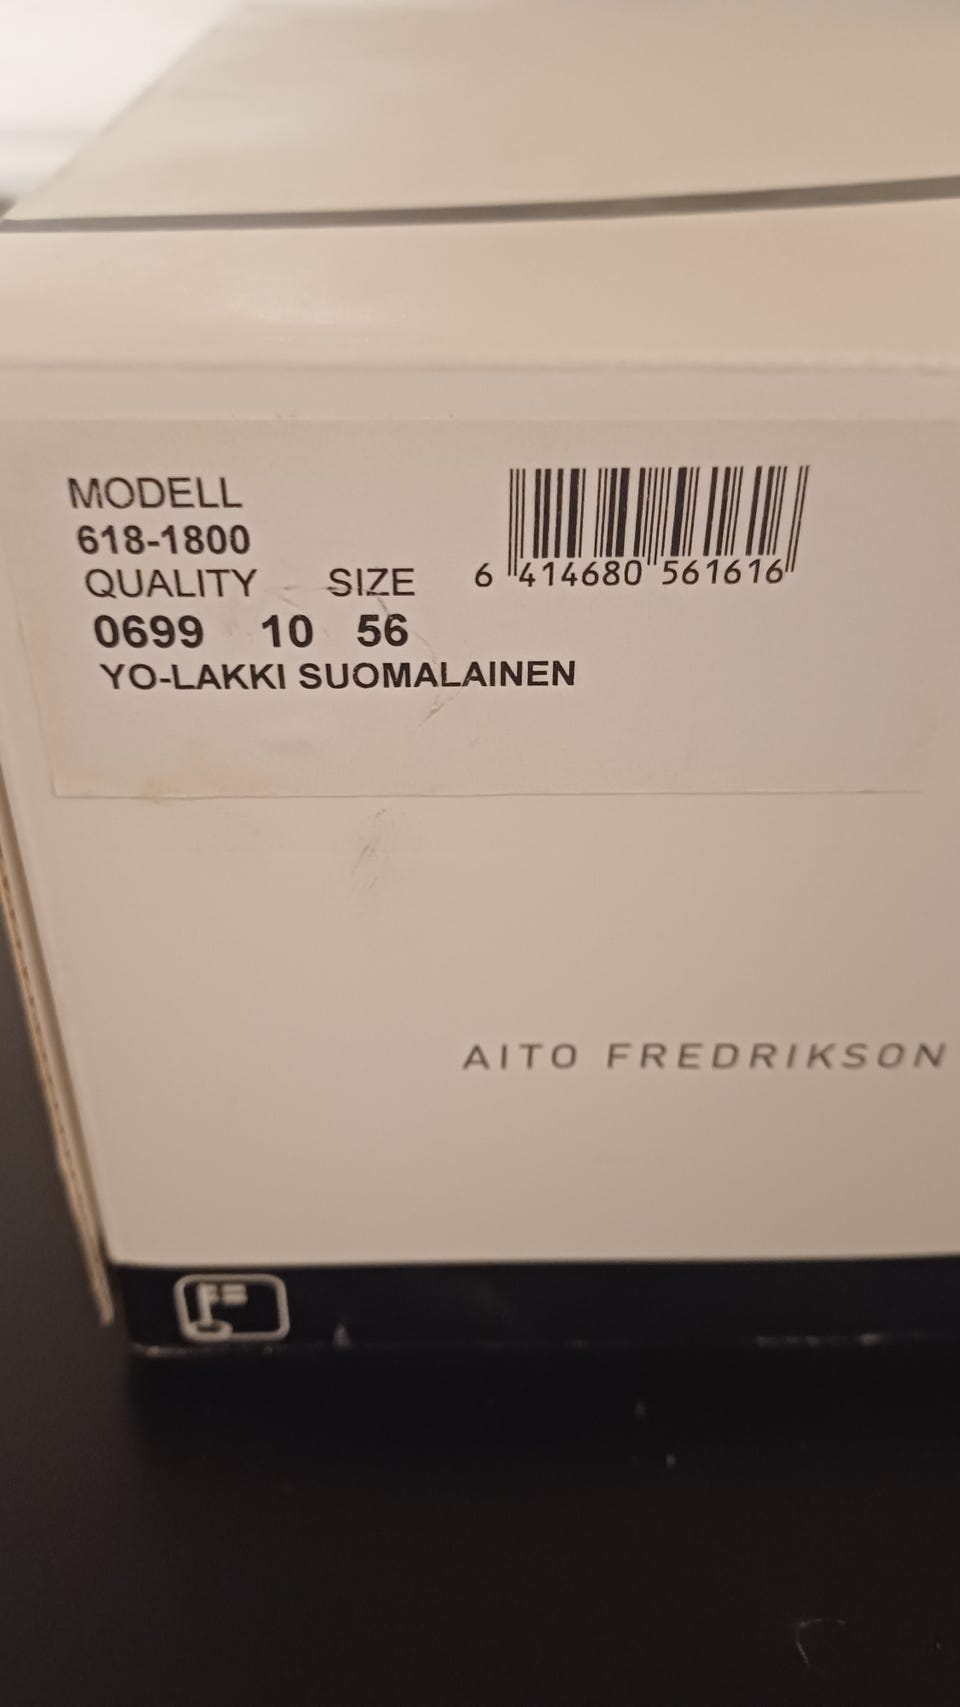 MODELL
618-1800
QUALITY SIZE
0699 10 56
YO-LAKKI SUOMALAINEN
6 414680 561616
AITO FREDRIKSON